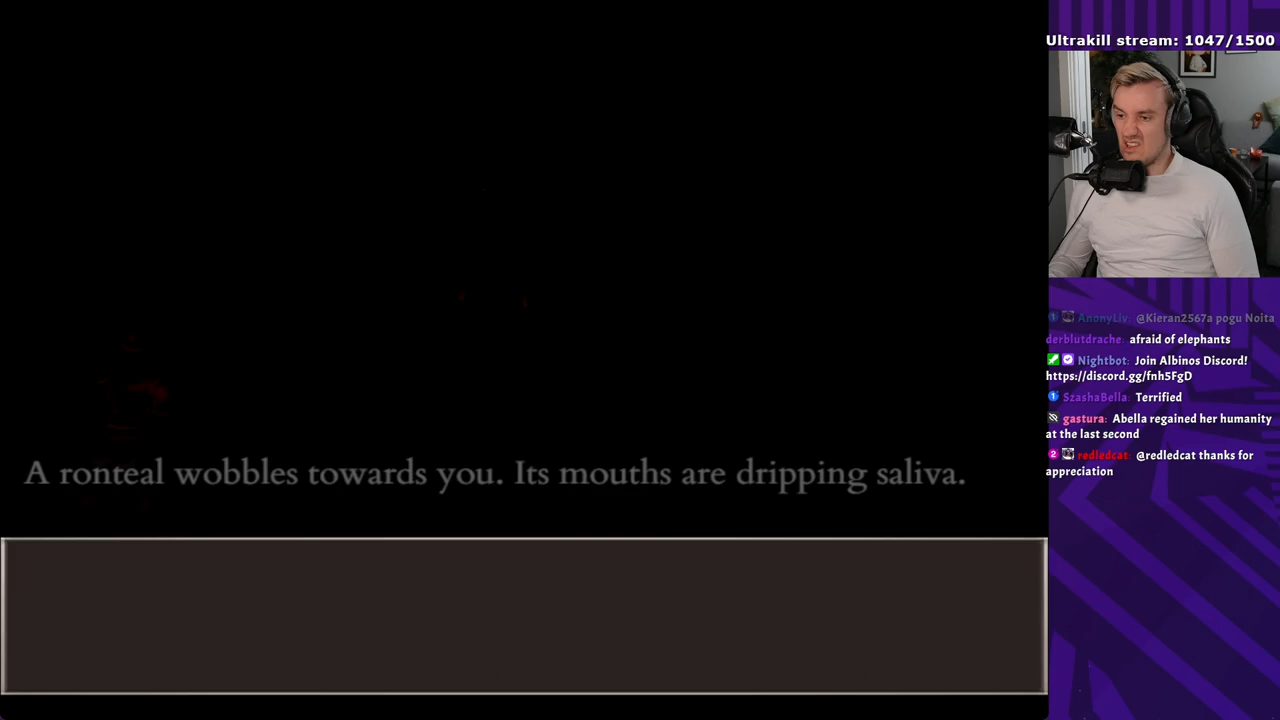 Ultrakill stream: 1047/1500
AnonyLiv: @Kieran2567a pogu Noita
derblutdrache: afraid of elephants
Nightbot: Join Albinos Discord!
https://discord.gg/fnh5FgD
SzashaBella: Terrified
gastura: Abella regained her humanity
at the last second
redledcat: @redledcat thanks for
appreciation
A ronteal wobbles towards you. Its mouths are dripping saliva.